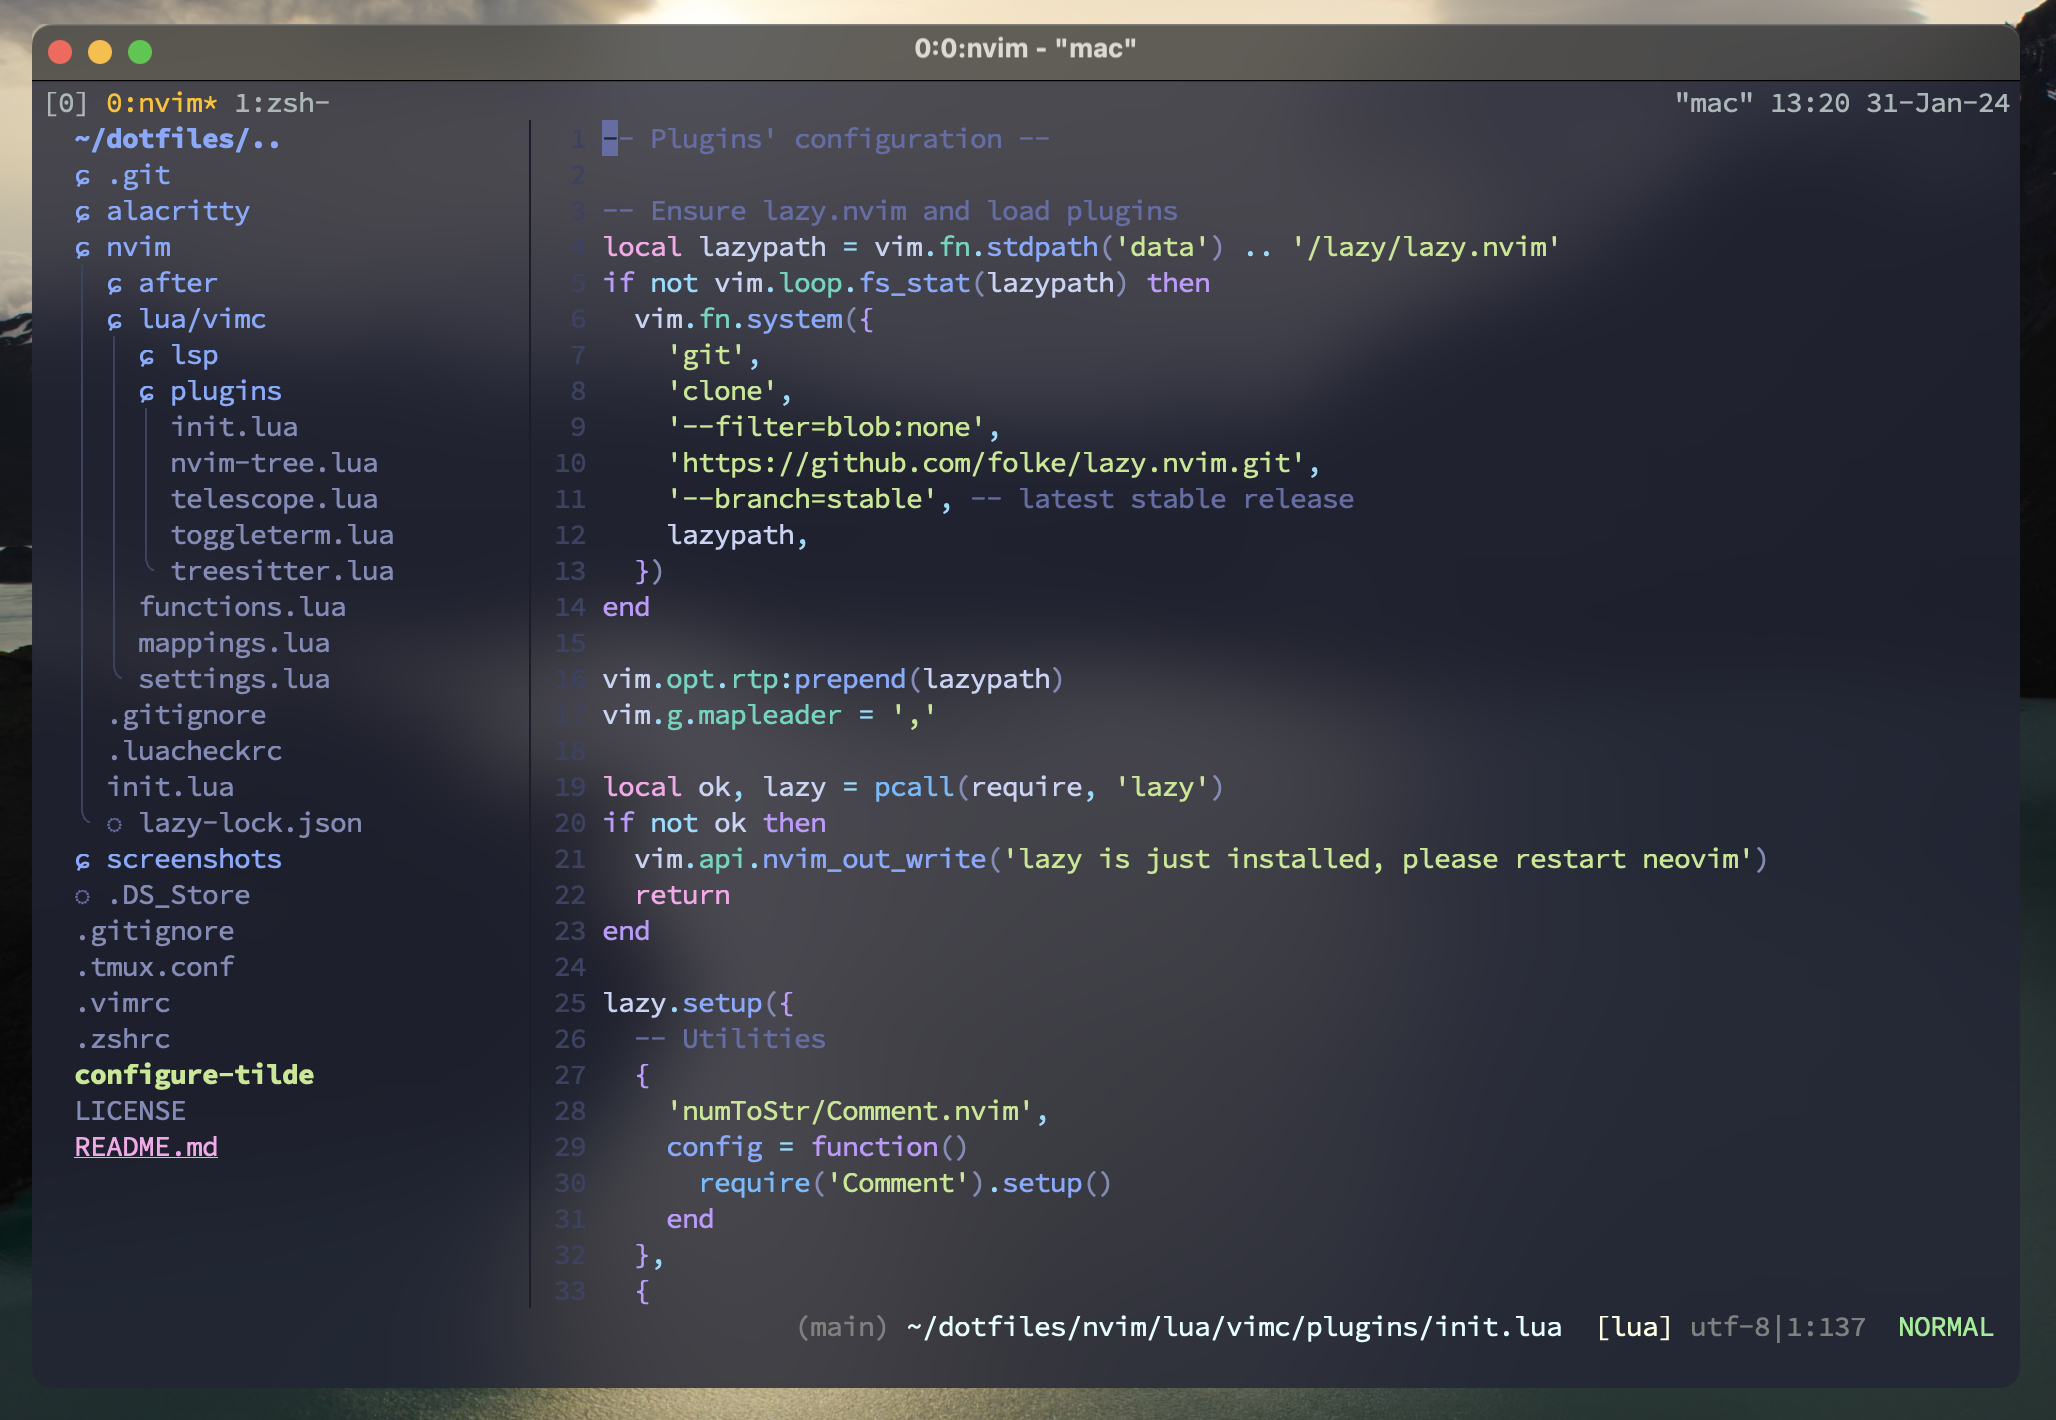 0:0:nvim - "mac"
[0] 0:nvim* 1:zsh-
"mac" 13:20 31-Jan-24
~/dotfiles/..
.git
alacritty
nvim
after
lua/vimc
lsp
plugins
init.lua
nvim-tree.lua
telescope.lua
toggleterm.lua
treesitter.lua
functions.lua
mappings.lua
settings.lua
.gitignore
.luacheckrc
init.lua
lazy-lock.json
screenshots
.DS_Store
.gitignore
.tmux.conf
.vimrc
.zshrc
configure-tilde
LICENSE
README.md
1 -- Plugins' configuration --
2
3 -- Ensure lazy.nvim and load plugins
4 local lazypath = vim.fn.stdpath('data') .. '/lazy/lazy.nvim'
5 if not vim.loop.fs_stat(lazypath) then
6 vim.fn.system({
7 'git',
8 'clone',
9 '--filter=blob:none',
10 'https://github.com/folke/lazy.nvim.git',
11 '--branch=stable', -- latest stable release
12 lazypath,
13 })
14 end
15
16 vim.opt.rtp:prepend(lazypath)
17 vim.g.mapleader = ','
18
19 local ok, lazy = pcall(require, 'lazy')
20 if not ok then
21 vim.api.nvim_out_write('lazy is just installed, please restart neovim')
22 return
23 end
24
25 lazy.setup({
26 -- Utilities
27 {
28 'numToStr/Comment.nvim',
29 config = function()
30 require('Comment').setup()
31 end
32 },
33 {
(main) ~/dotfiles/nvim/lua/vimc/plugins/init.lua [lua] utf-8|1:137 NORMAL